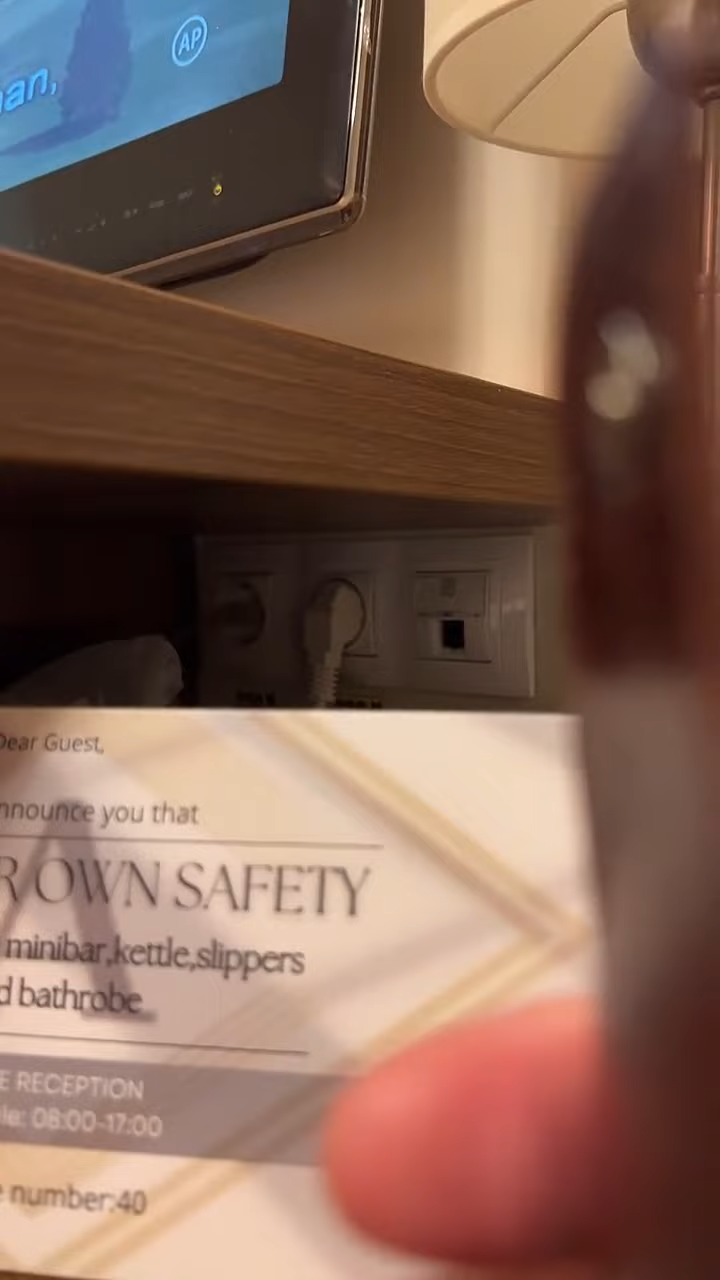 an,
AP
Dear Guest,
nnounce you that
R OWN SAFETY
minibar,kettle,slippers
d bathrobe
E RECEPTION
le: 08:00-17:00
e number:40